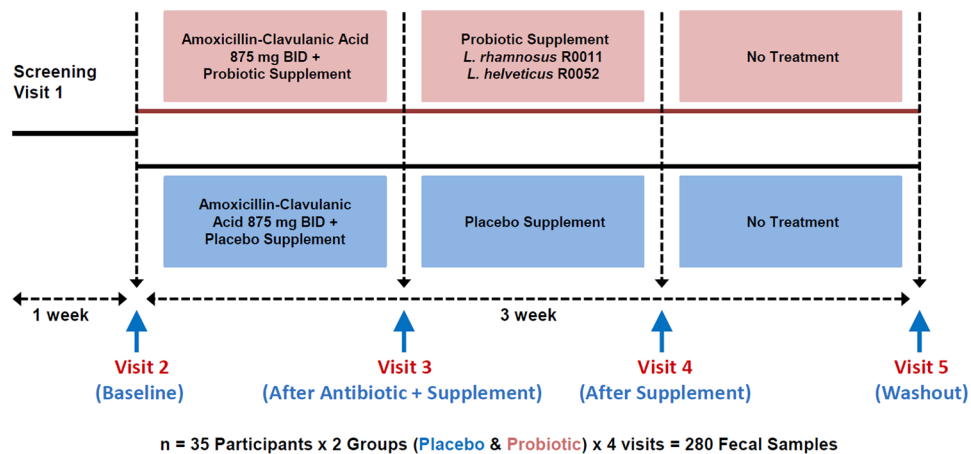 Screening
Visit 1
Amoxicillin-Clavulanic Acid
875 mg BID +
Probiotic Supplement
Probiotic Supplement
L. rhamnosus R0011
L. helveticus R0052
No Treatment
Amoxicillin-Clavulanic
Acid 875 mg BID +
Placebo Supplement
Placebo Supplement
No Treatment
1 week
3 week
Visit 2
(Baseline)
Visit 3
(After Antibiotic + Supplement)
Visit 4
(After Supplement)
Visit 5
(Washout)
n = 35 Participants x 2 Groups (Placebo & Probiotic) x 4 visits = 280 Fecal Samples